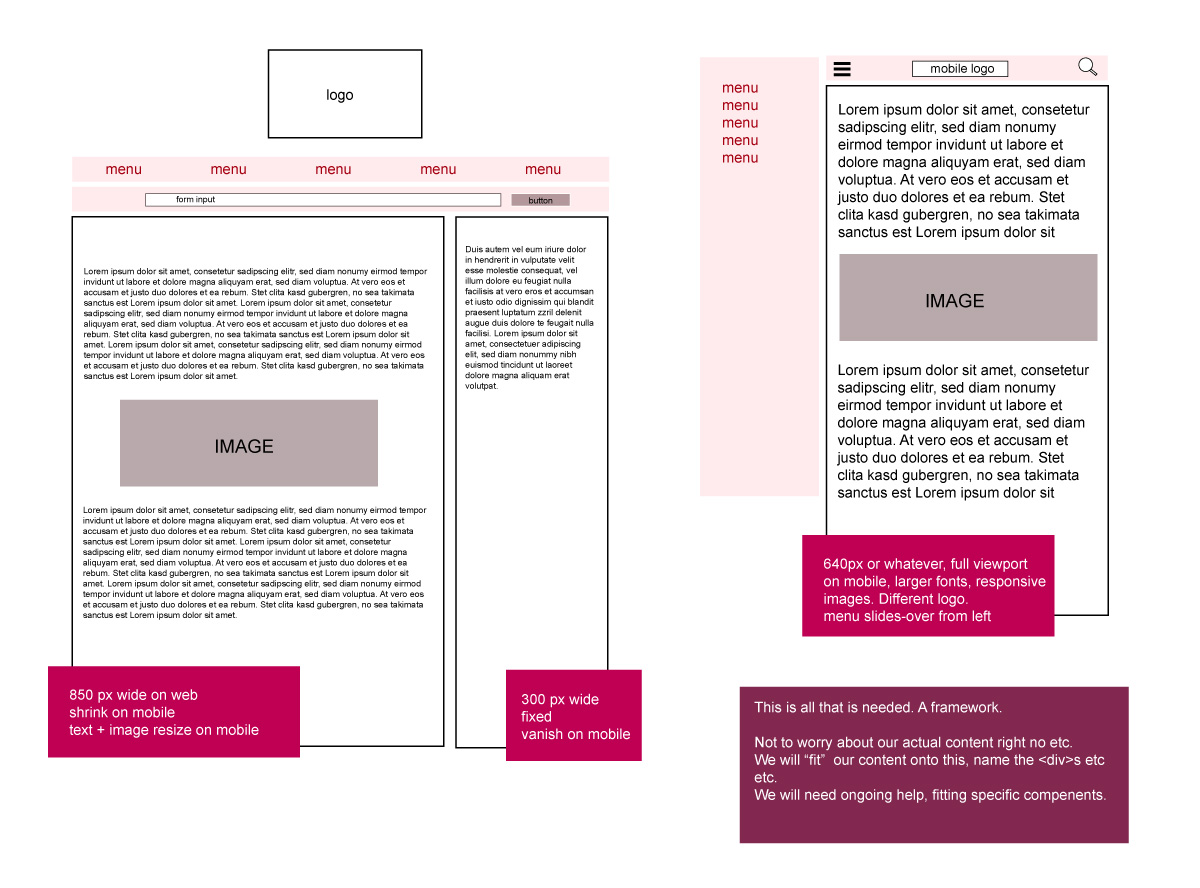 logo
menu menu menu menu menu
form input button
Lorem ipsum dolor sit amet, consetetur sadipscing elitr, sed diam nonumy eirmod tempor
invidunt ut labore et dolore magna aliquyam erat, sed diam voluptua. At vero eos et
accusam et justo duo dolores et ea rebum. Stet clita kasd gubergren, no sea takimata
sanctus est Lorem ipsum dolor sit amet. Lorem ipsum dolor sit amet, consetetur
sadipscing elitr, sed diam nonumy eirmod tempor invidunt ut labore et dolore magna
aliquyam erat, sed diam voluptua. At vero eos et accusam et justo duo dolores et ea
rebum. Stet clita kasd gubergren, no sea takimata sanctus est Lorem ipsum dolor sit
amet. Lorem ipsum dolor sit amet, consetetur sadipscing elitr, sed diam nonumy eirmod
tempor invidunt ut labore et dolore magna aliquyam erat, sed diam voluptua. At vero eos
et accusam et justo duo dolores et ea rebum. Stet clita kasd gubergren, no sea takimata
sanctus est Lorem ipsum dolor sit amet.
IMAGE
Lorem ipsum dolor sit amet, consetetur sadipscing elitr, sed diam nonumy eirmod tempor
invidunt ut labore et dolore magna aliquyam erat, sed diam voluptua. At vero eos et
accusam et justo duo dolores et ea rebum. Stet clita kasd gubergren, no sea takimata
sanctus est Lorem ipsum dolor sit amet. Lorem ipsum dolor sit amet, consetetur
sadipscing elitr, sed diam nonumy eirmod tempor invidunt ut labore et dolore magna
aliquyam erat, sed diam voluptua. At vero eos et accusam et justo duo dolores et ea
rebum. Stet clita kasd gubergren, no sea takimata sanctus est Lorem ipsum dolor sit
amet. Lorem ipsum dolor sit amet, consetetur sadipscing elitr, sed diam nonumy eirmod
tempor invidunt ut labore et dolore magna aliquyam erat, sed diam voluptua. At vero eos
et accusam et justo duo dolores et ea rebum. Stet clita kasd gubergren, no sea takimata
sanctus est Lorem ipsum dolor sit amet.
850 px wide on web
shrink on mobile
text + image resize on mobile
Duis autem vel eum iriure dolor
in hendrerit in vulputate velit
esse molestie consequat, vel
illum dolore eu feugiat nulla
facilisis at vero eros et accumsan
et iusto odio dignissim qui blandit
praesent luptatum zzril delenit
augue duis dolore te feugait nulla
facilisi. Lorem ipsum dolor sit
amet, consectetuer adipiscing
elit, sed diam nonummy nibh
euismod tincidunt ut laoreet
dolore magna aliquam erat
volutpat.
300 px wide
fixed
vanish on mobile
menu
menu
menu
menu
menu
mobile logo
Lorem ipsum dolor sit amet, consetetur
sadipscing elitr, sed diam nonumy
eirmod tempor invidunt ut labore et
dolore magna aliquyam erat, sed diam
voluptua. At vero eos et accusam et
justo duo dolores et ea rebum. Stet
clita kasd gubergren, no sea takimata
sanctus est Lorem ipsum dolor sit
IMAGE
Lorem ipsum dolor sit amet, consetetur
sadipscing elitr, sed diam nonumy
eirmod tempor invidunt ut labore et
dolore magna aliquyam erat, sed diam
voluptua. At vero eos et accusam et
justo duo dolores et ea rebum. Stet
clita kasd gubergren, no sea takimata
sanctus est Lorem ipsum dolor sit
640px or whatever, full viewport
on mobile, larger fonts, responsive
images. Different logo.
menu slides-over from left
This is all that is needed. A framework.
Not to worry about our actual content right no etc.
We will “fit” our content onto this, name the <div>s etc
etc.
We will need ongoing help, fitting specific compenents.